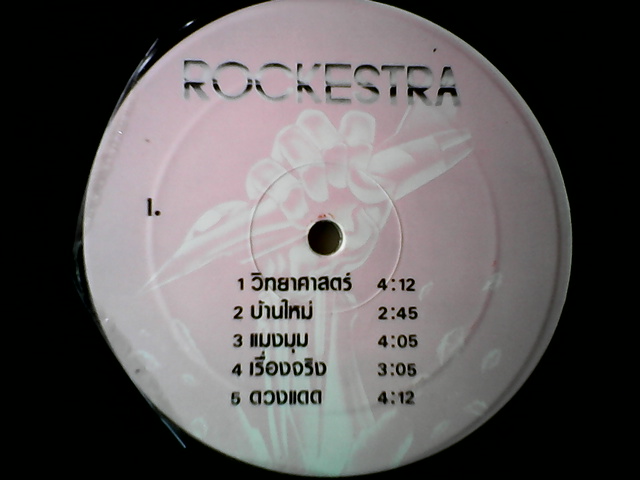 ROCKESTRA
1.
1 วิทยาศาสตร์ 4:12
2 บ้านใหม่ 2:45
3 แมงมุม 4:05
4 เรื่องจริง 3:05
5 ดวงแดด 4:12